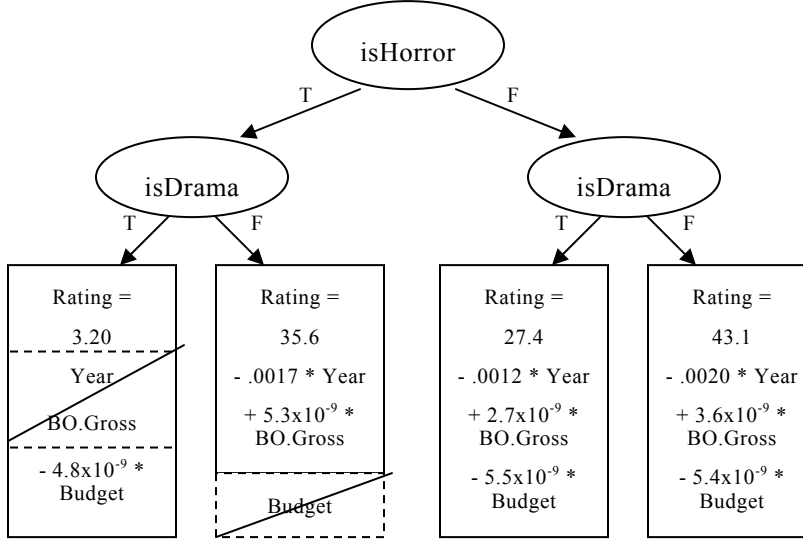 isHorror
T
F
isDrama
isDrama
T
F
T
F
Rating =
3.20
Year
BO.Gross
- 4.8x10⁻⁹ *
Budget
Rating =
35.6
- .0017 * Year
+ 5.3x10⁻⁹ *
BO.Gross
Budget
Rating =
27.4
- .0012 * Year
+ 2.7x10⁻⁹ *
BO.Gross
- 5.5x10⁻⁹ *
Budget
Rating =
43.1
- .0020 * Year
+ 3.6x10⁻⁹ *
BO.Gross
- 5.4x10⁻⁹ *
Budget